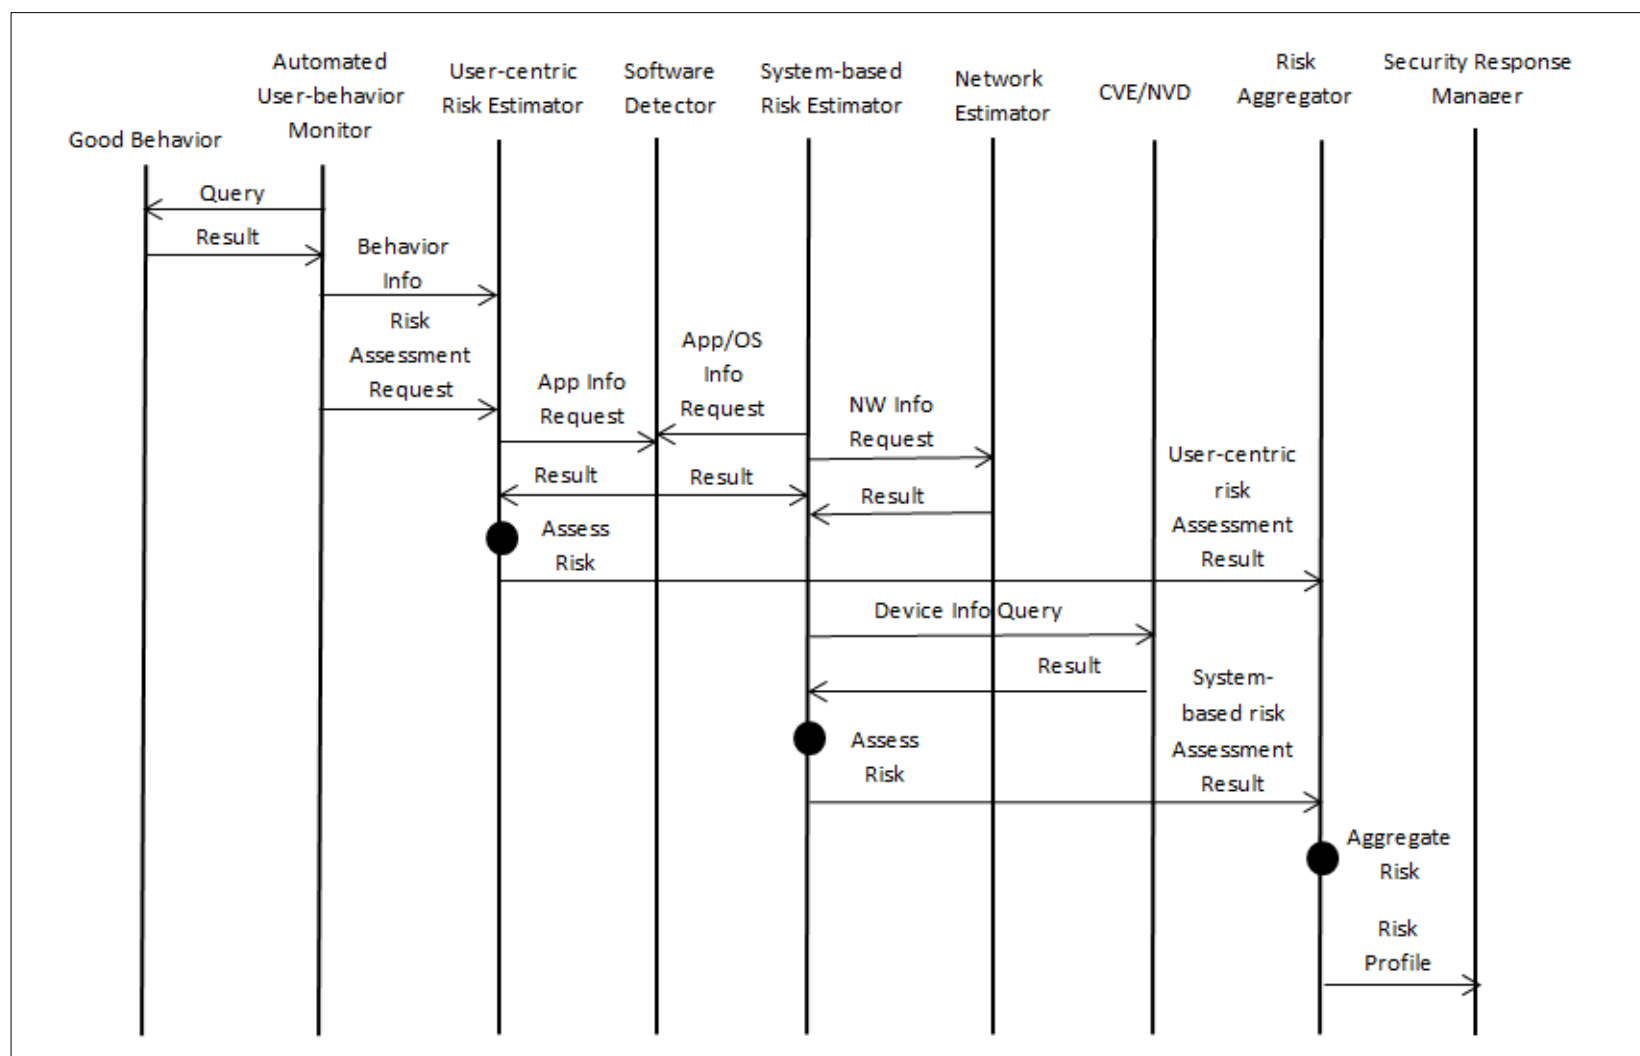 Good Behavior
Automated
User-behavior
Monitor
User-centric
Risk Estimator
Software
Detector
System-based
Risk Estimator
Network
Estimator
CVE/NVD
Risk
Aggregator
Security Response
Manager
Query
Result
Behavior
Info
Risk
Assessment
Request
App Info
Request
App/OS
Info
Request
NW Info
Request
Result
Result
Result
User-centric
risk
Assessment
Result
Assess
Risk
Device Info Query
Result
System-
based risk
Assessment
Result
Assess
Risk
Aggregate
Risk
Risk
Profile